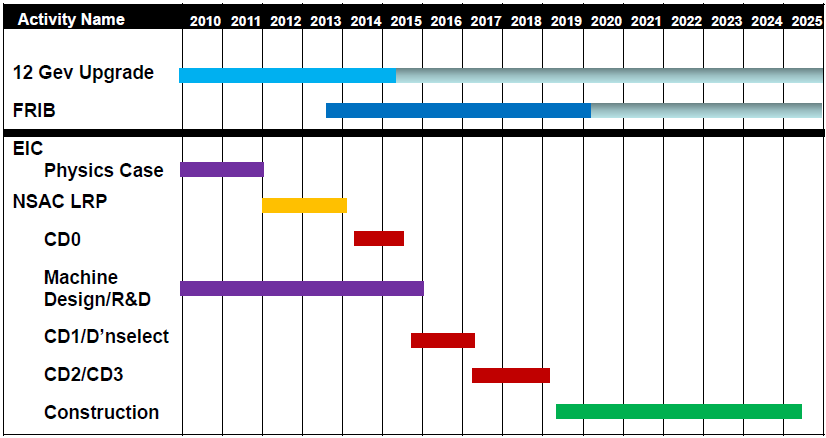 Activity Name 2010 2011 2012 2013 2014 2015 2016 2017 2018 2019 2020 2021 2022 2023 2024 2025
12 Gev Upgrade
FRIB
EIC
Physics Case
NSAC LRP
CD0
Machine
Design/R&D
CD1/D’nselect
CD2/CD3
Construction